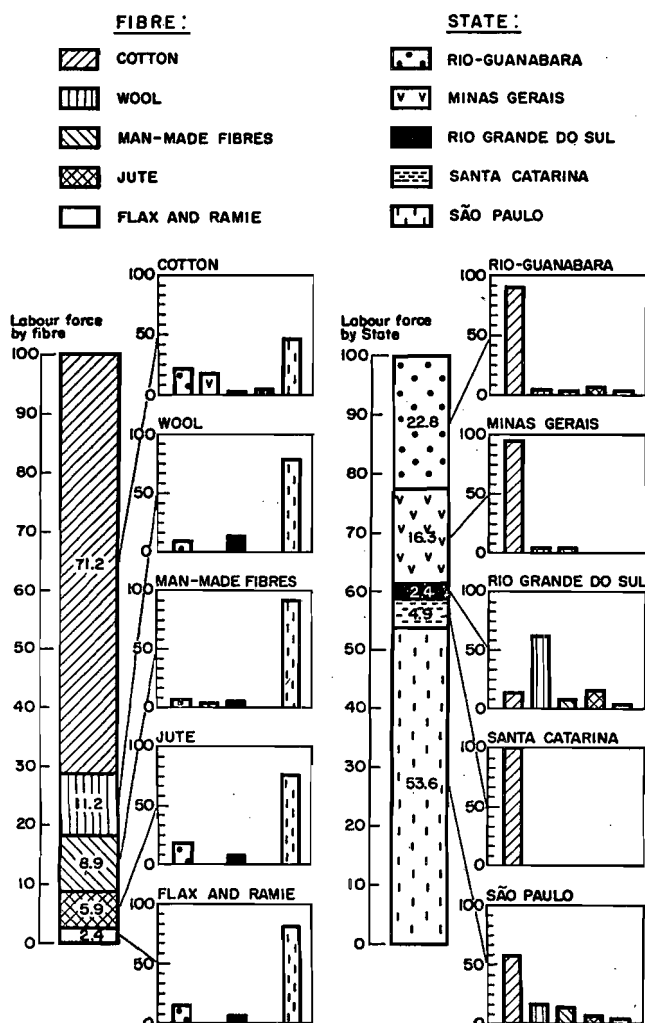 FIBRE:
COTTON
WOOL
MAN-MADE FIBRES
JUTE
FLAX AND RAMIE
STATE:
RIO-GUANABARA
MINAS GERAIS
RIO GRANDE DO SUL
SANTA CATARINA
SÃO PAULO
Labour force
by fibre
100
90
80
70
60
50
40
30
20
10
0
71.2
11.2
8.9
5.9
2.4
COTTON
100
50
0
WOOL
100
50
0
MAN-MADE FIBRES
100
50
0
JUTE
100
50
0
FLAX AND RAMIE
100
50
0
Labour force
by State
100
90
80
70
60
50
40
30
20
10
0
22.8
16.3
2.4
4.9
53.6
RIO-GUANABARA
100
50
0
MINAS GERAIS
100
50
0
RIO GRANDE DO SUL
100
50
0
SANTA CATARINA
100
50
0
SÃO PAULO
100
50
0